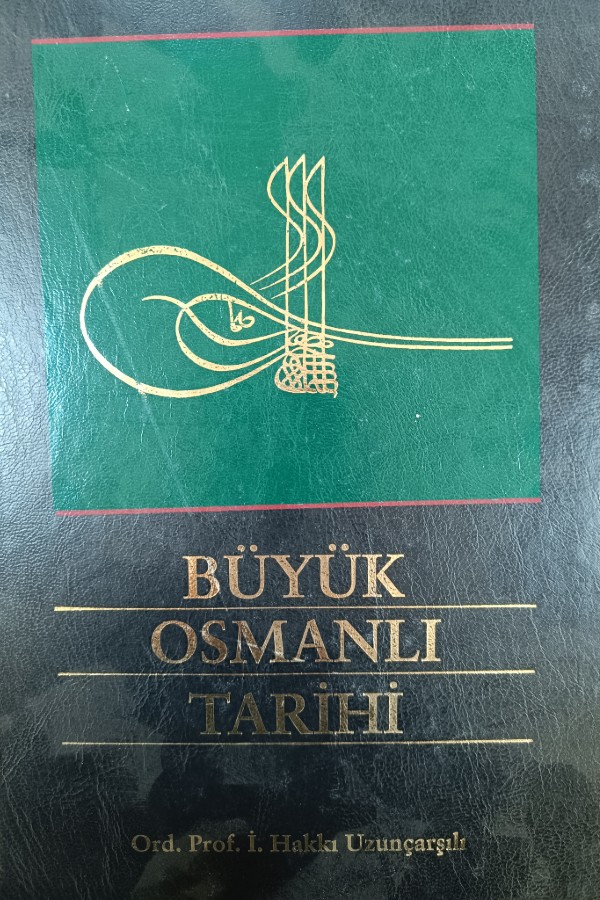 BÜYÜK
OSMANLI
TARİHİ
Ord. Prof. İ. Hakkı Uzunçarşılı